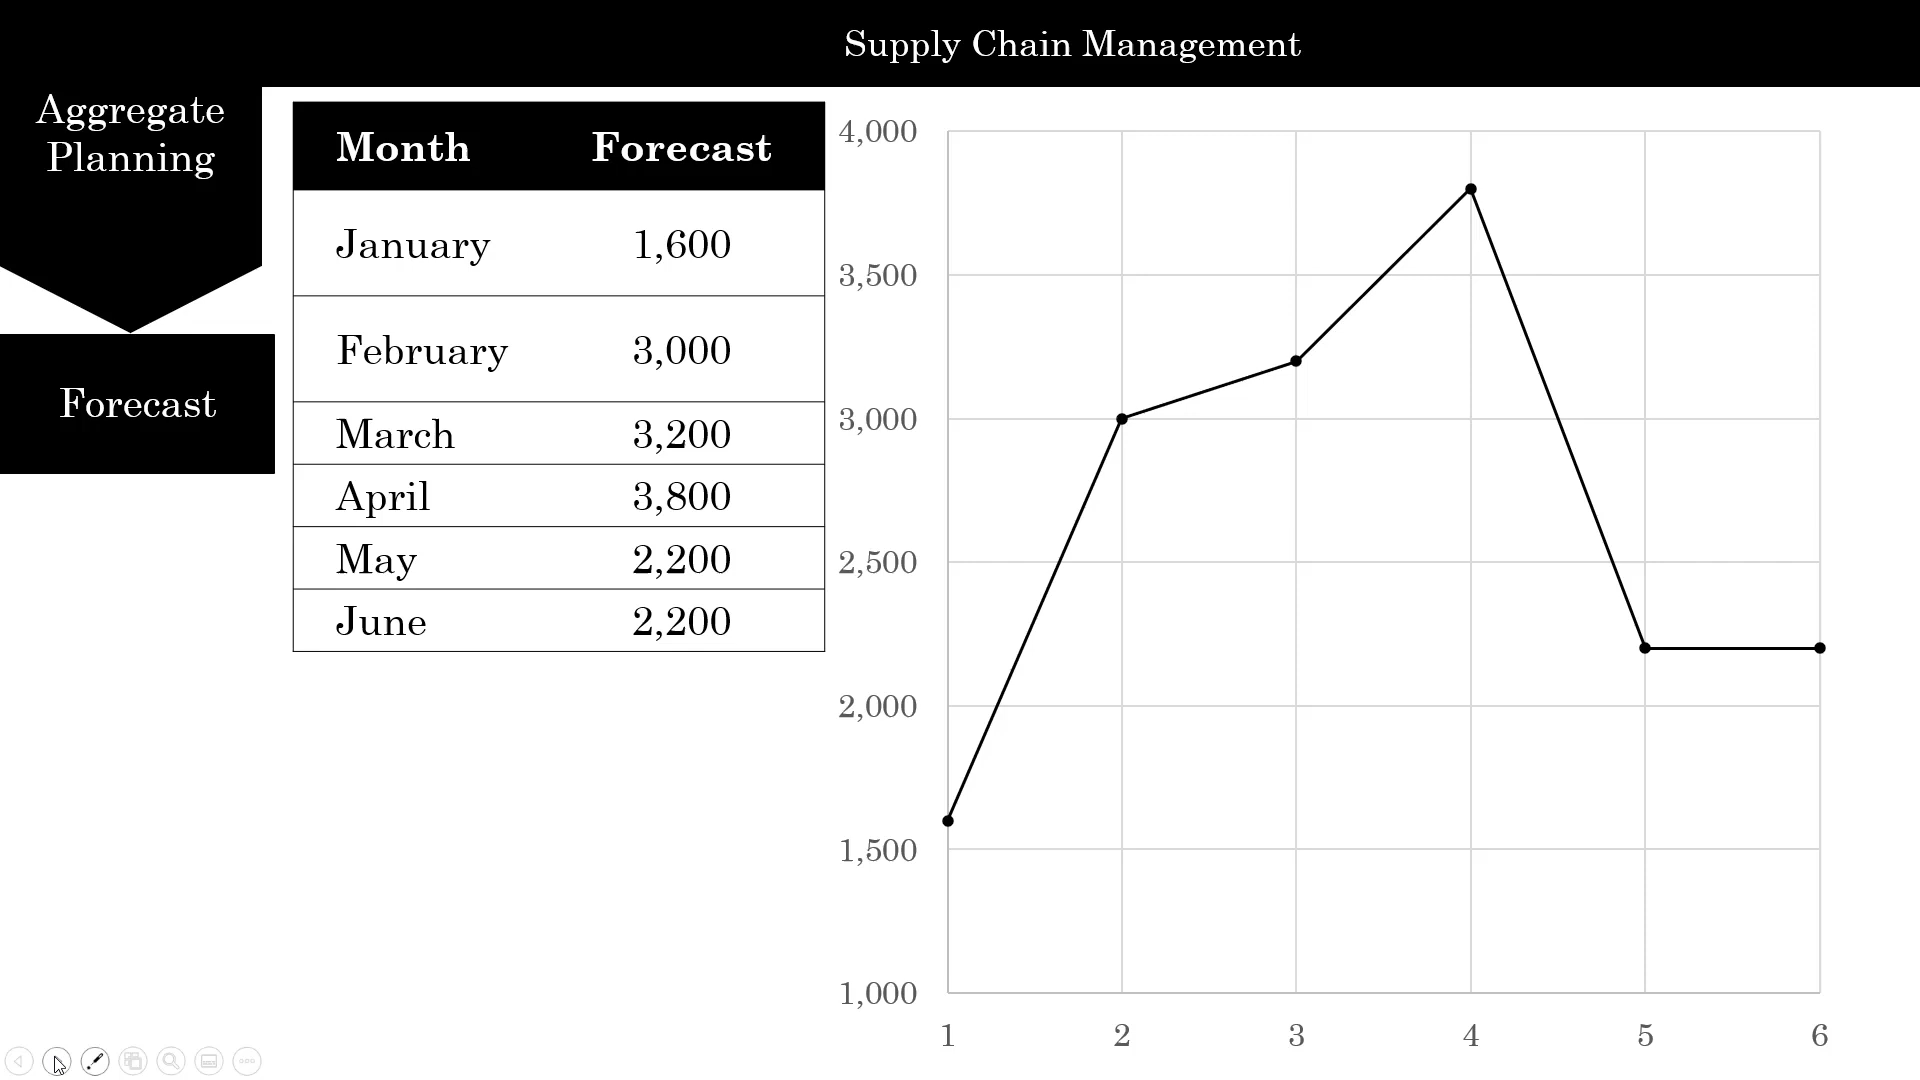 Supply Chain Management
Aggregate
Planning
Forecast
Month Forecast
January 1,600
February 3,000
March 3,200
April 3,800
May 2,200
June 2,200
4,000
3,500
3,000
2,500
2,000
1,500
1,000
1 2 3 4 5 6